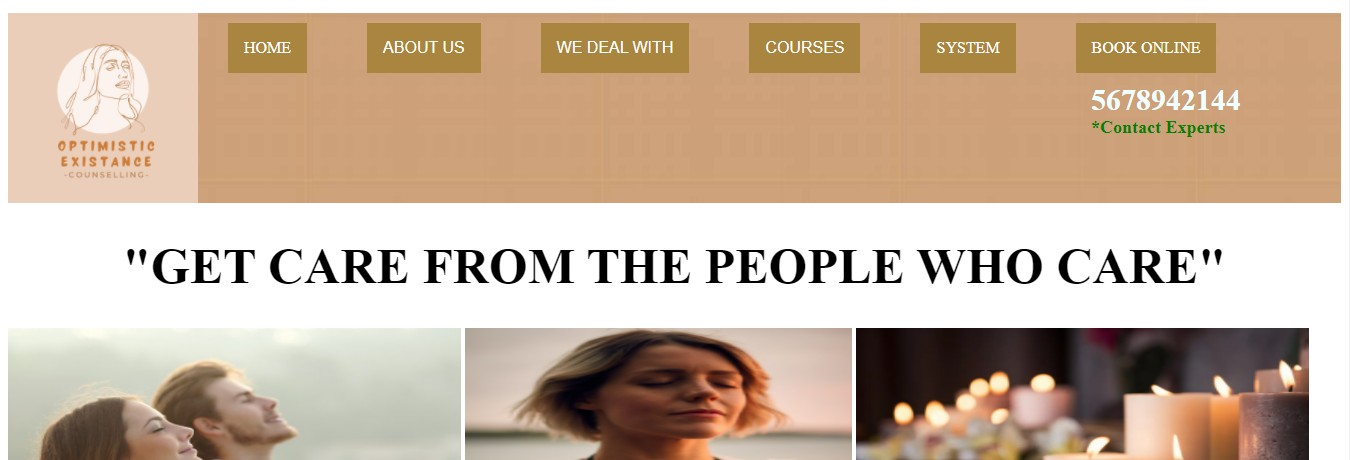 HOME ABOUT US WE DEAL WITH COURSES SYSTEM BOOK ONLINE
5678942144
*Contact Experts
OPTIMISTIC
EXISTANCE
-COUNSELLING-
"GET CARE FROM THE PEOPLE WHO CARE"